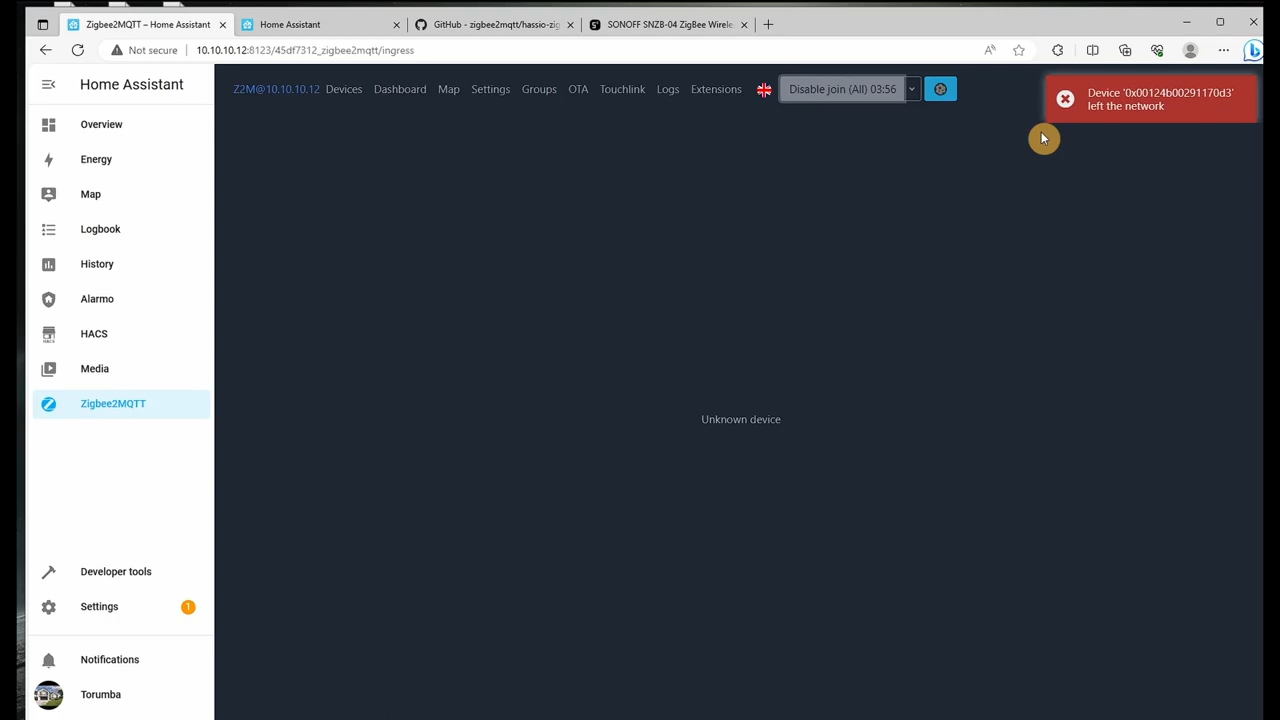 Zigbee2MQTT – Home Assistant
Home Assistant
GitHub - zigbee2mqtt/hassio-zig
SONOFF SNZB-04 ZigBee Wirele
Not secure
10.10.10.12:8123/45df7312_zigbee2mqtt/ingress
Home Assistant
Z2M@10.10.10.12 Devices Dashboard Map Settings Groups OTA Touchlink Logs Extensions
Disable join (All) 03:56
Device '0x00124b00291170d3'
left the network
Overview
Energy
Map
Logbook
History
Alarmo
HACS
HACS
Media
Zigbee2MQTT
Unknown device
Developer tools
Settings 1
Notifications
Torumba